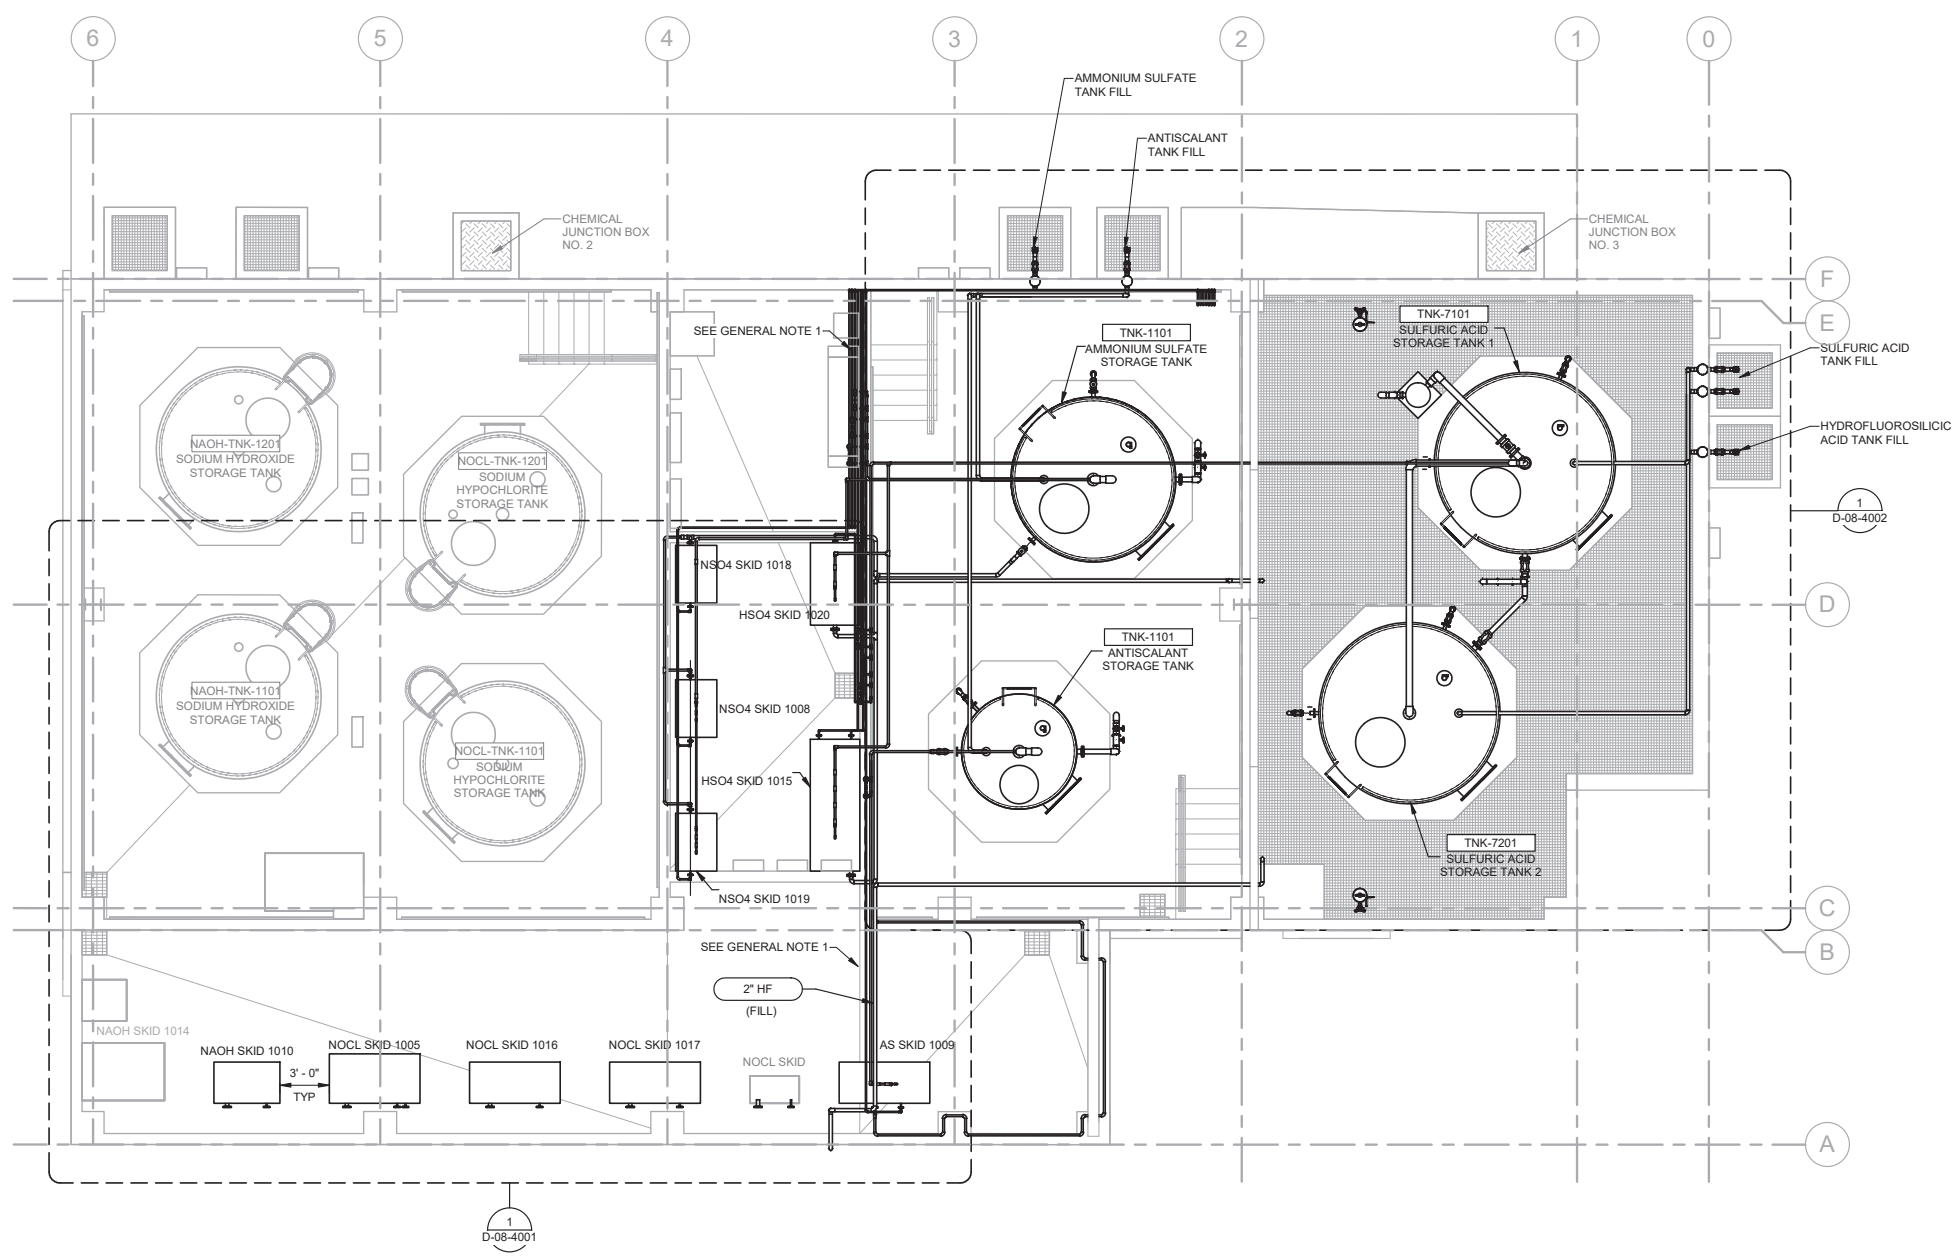 6
5
4
3
2
1
0
AMMONIUM SULFATE
TANK FILL
ANTISCALANT
TANK FILL
CHEMICAL
JUNCTION BOX
NO. 2
CHEMICAL
JUNCTION BOX
NO. 3
F
E
SEE GENERAL NOTE 1
TNK-1101
AMMONIUM SULFATE
STORAGE TANK
TNK-7101
SULFURIC ACID
STORAGE TANK 1
SULFURIC ACID
TANK FILL
HYDROFLUOROSILICIC
ACID TANK FILL
NAOH-TNK-1201
SODIUM HYDROXIDE
STORAGE TANK
NOCL-TNK-1201
SODIUM
HYPOCHLORITE
STORAGE TANK
1
D-08-4002
NSO4 SKID 1018
HSO4 SKID 1020
D
TNK-1101
ANTISCALANT
STORAGE TANK
NAOH-TNK-1101
SODIUM HYDROXIDE
STORAGE TANK
NSO4 SKID 1008
NOCL-TNK-1101
SODIUM
HYPOCHLORITE
STORAGE TANK
HSO4 SKID 1015
TNK-7201
SULFURIC ACID
STORAGE TANK 2
NSO4 SKID 1019
C
SEE GENERAL NOTE 1
B
2" HF
(FILL)
NAOH SKID 1014
NAOH SKID 1010
NOCL SKID 1005
NOCL SKID 1016
NOCL SKID 1017
NOCL SKID
AS SKID 1009
3' - 0"
TYP
A
1
D-08-4001